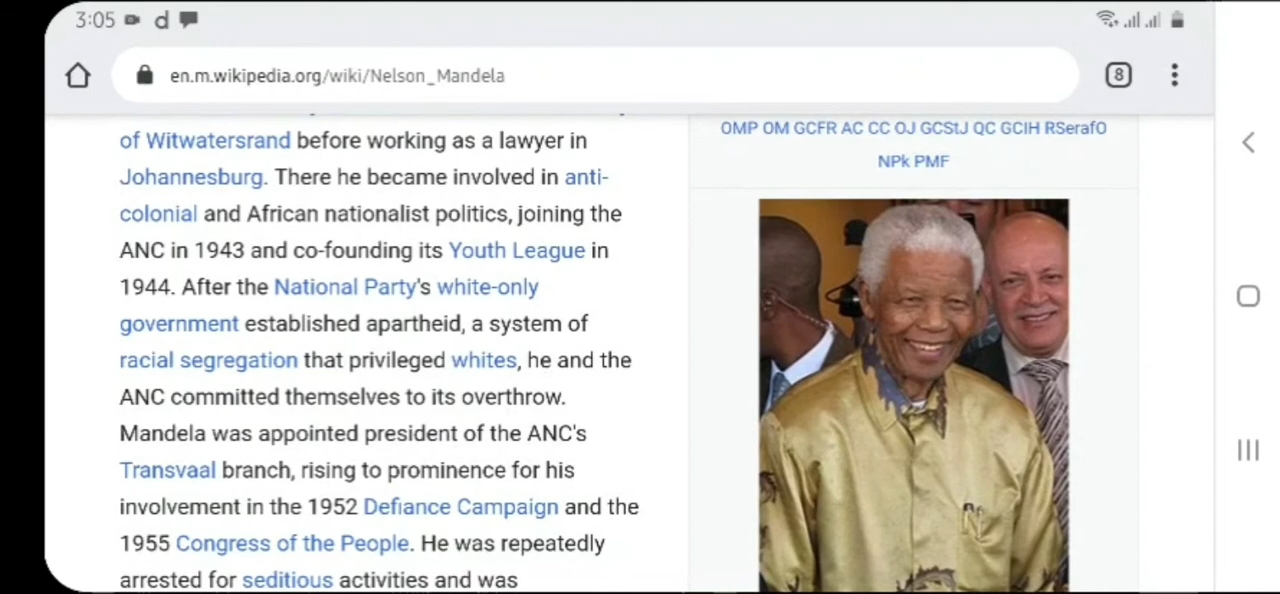 3:05
en.m.wikipedia.org/wiki/Nelson_Mandela
8
of Witwatersrand before working as a lawyer in
Johannesburg. There he became involved in anti-
colonial and African nationalist politics, joining the
ANC in 1943 and co-founding its Youth League in
1944. After the National Party's white-only
government established apartheid, a system of
racial segregation that privileged whites, he and the
ANC committed themselves to its overthrow.
Mandela was appointed president of the ANC's
Transvaal branch, rising to prominence for his
involvement in the 1952 Defiance Campaign and the
1955 Congress of the People. He was repeatedly
arrested for seditious activities and was
OMP OM GCFR AC CC OJ GCStJ QC GCIH RSerafO
NPk PMF